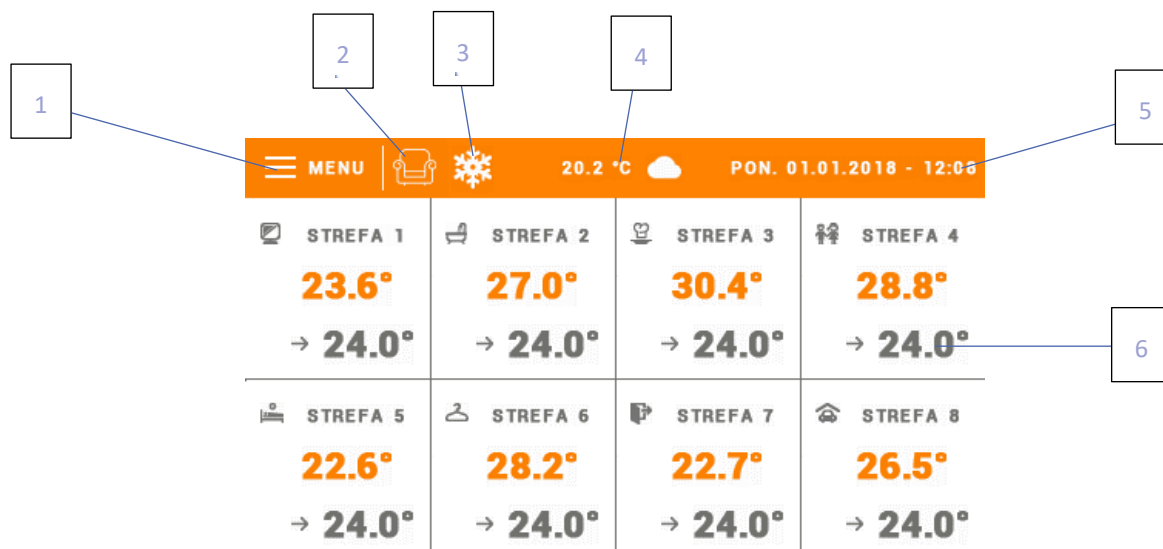 2
3
4
1
5
MENU 20.2 °C PON. 01.01.2018 - 12:08
STREFA 1 STREFA 2 STREFA 3 STREFA 4
23.6° 27.0° 30.4° 28.8°
→ 24.0° → 24.0° → 24.0° → 24.0°
6
STREFA 5 STREFA 6 STREFA 7 STREFA 8
22.6° 28.2° 22.7° 26.5°
→ 24.0° → 24.0° → 24.0° → 24.0°